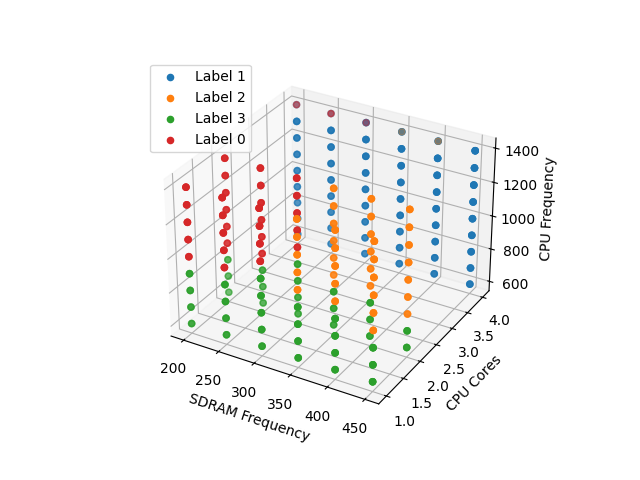 Label 1
Label 2
Label 3
Label 0
1400
1200
1000
800
600
CPU Frequency
4.0
3.5
3.0
2.5
2.0
1.5
1.0
CPU Cores
200
250
300
350
400
450
SDRAM Frequency